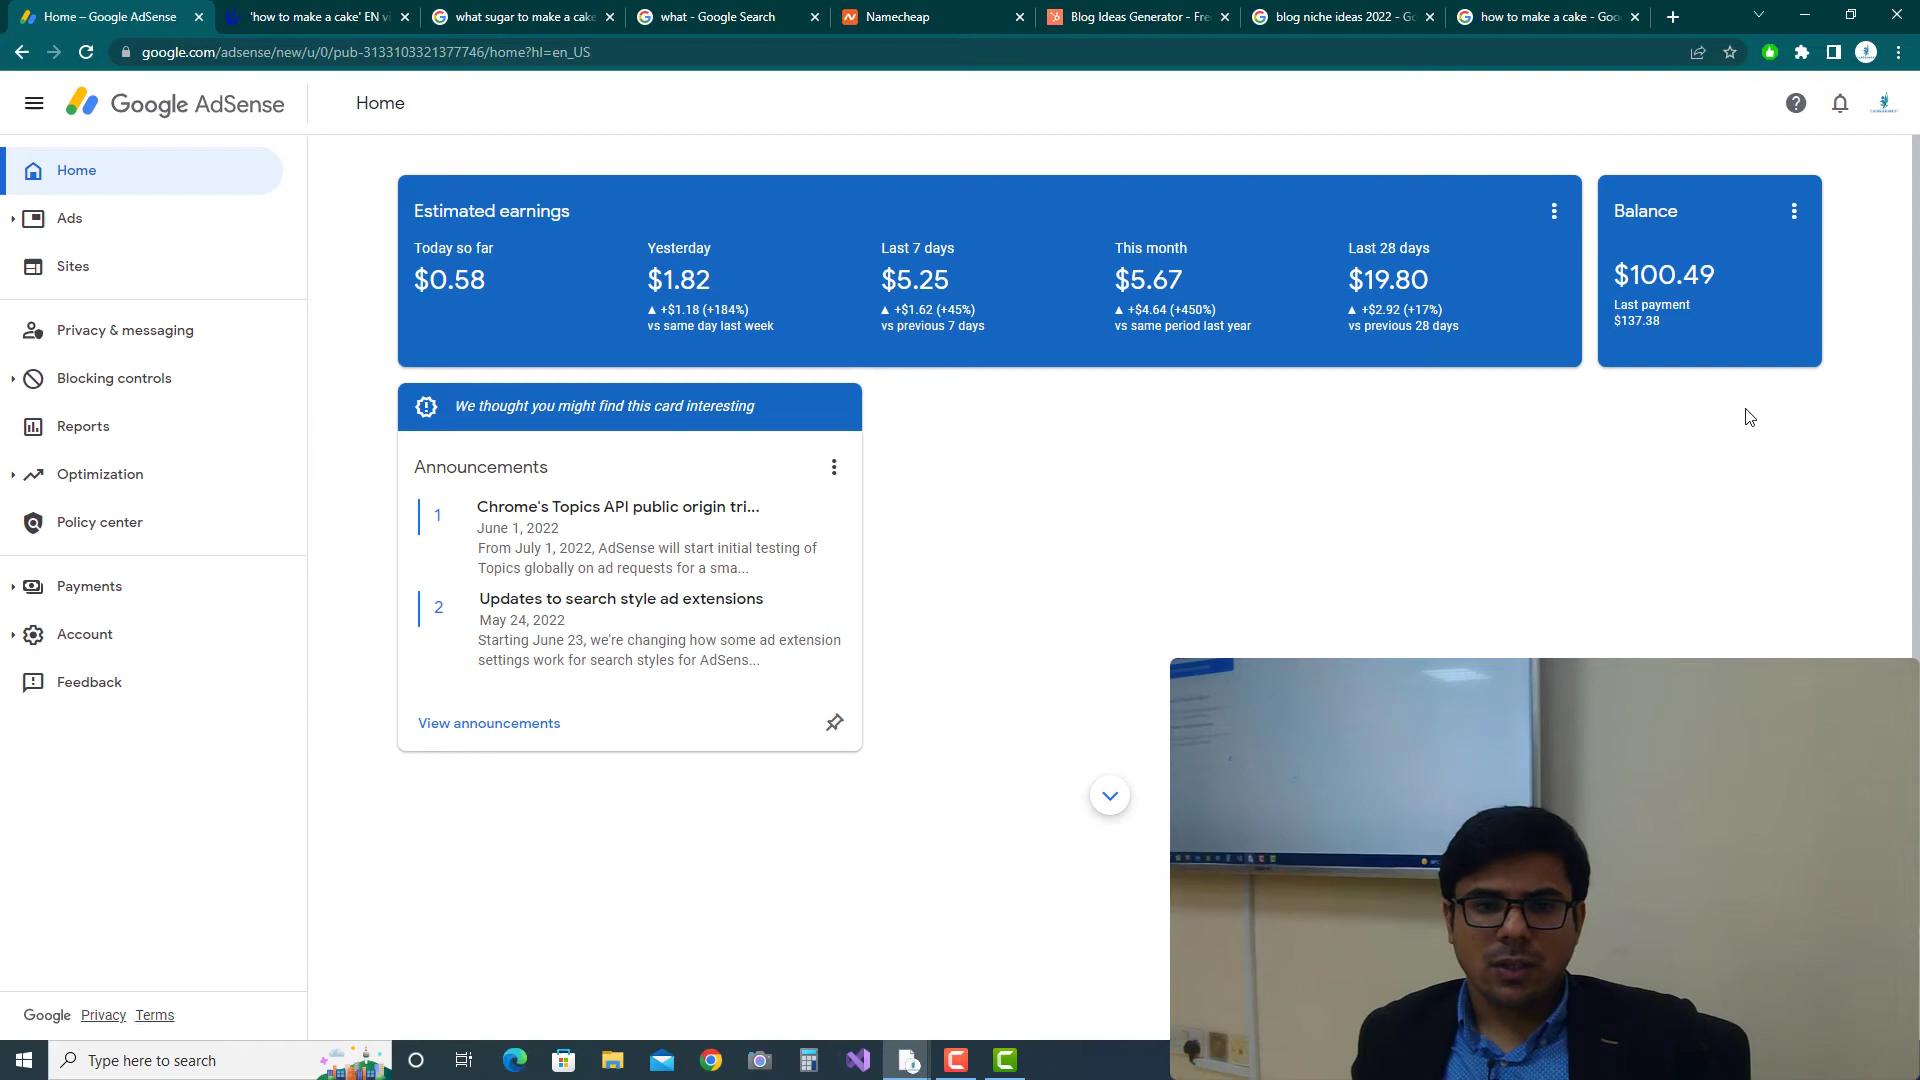 Home – Google AdSense
'how to make a cake' EN vi
what sugar to make a cake
what - Google Search
Namecheap
Blog Ideas Generator - Fre
blog niche ideas 2022 - Go
how to make a cake - Goo
google.com/adsense/new/u/0/pub-3133103321377746/home?hl=en_US
Google AdSense
Home
Home
Ads
Sites
Privacy & messaging
Blocking controls
Reports
Optimization
Policy center
Payments
Account
Feedback
Google Privacy Terms
Estimated earnings
Today so far
$0.58
Yesterday
$1.82
+$1.18 (+184%)
vs same day last week
Last 7 days
$5.25
+$1.62 (+45%)
vs previous 7 days
This month
$5.67
+$4.64 (+450%)
vs same period last year
Last 28 days
$19.80
+$2.92 (+17%)
vs previous 28 days
Balance
$100.49
Last payment
$137.38
We thought you might find this card interesting
Announcements
1
Chrome's Topics API public origin tri...
June 1, 2022
From July 1, 2022, AdSense will start initial testing of
Topics globally on ad requests for a sma...
2
Updates to search style ad extensions
May 24, 2022
Starting June 23, we're changing how some ad extension
settings work for search styles for AdSens...
View announcements
Type here to search